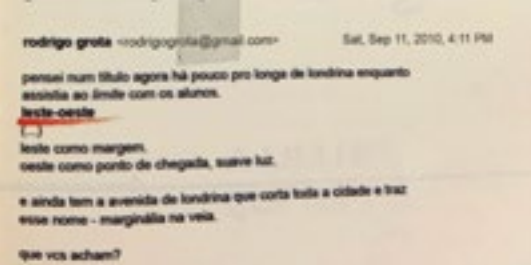 rodrigo grota <rodrigogrota@gmail.com> Sat, Sep 11, 2010, 4:11 PM
pensei num título agora há pouco pro longa de londrina enquanto
assistia ao limite com os alunos.
leste-oeste
(...)
leste como margem.
oeste como ponto de chegada, suave luz.
e ainda tem a avenida de londrina que corta toda a cidade e traz
esse nome - marginália na veia.
que vcs acham?